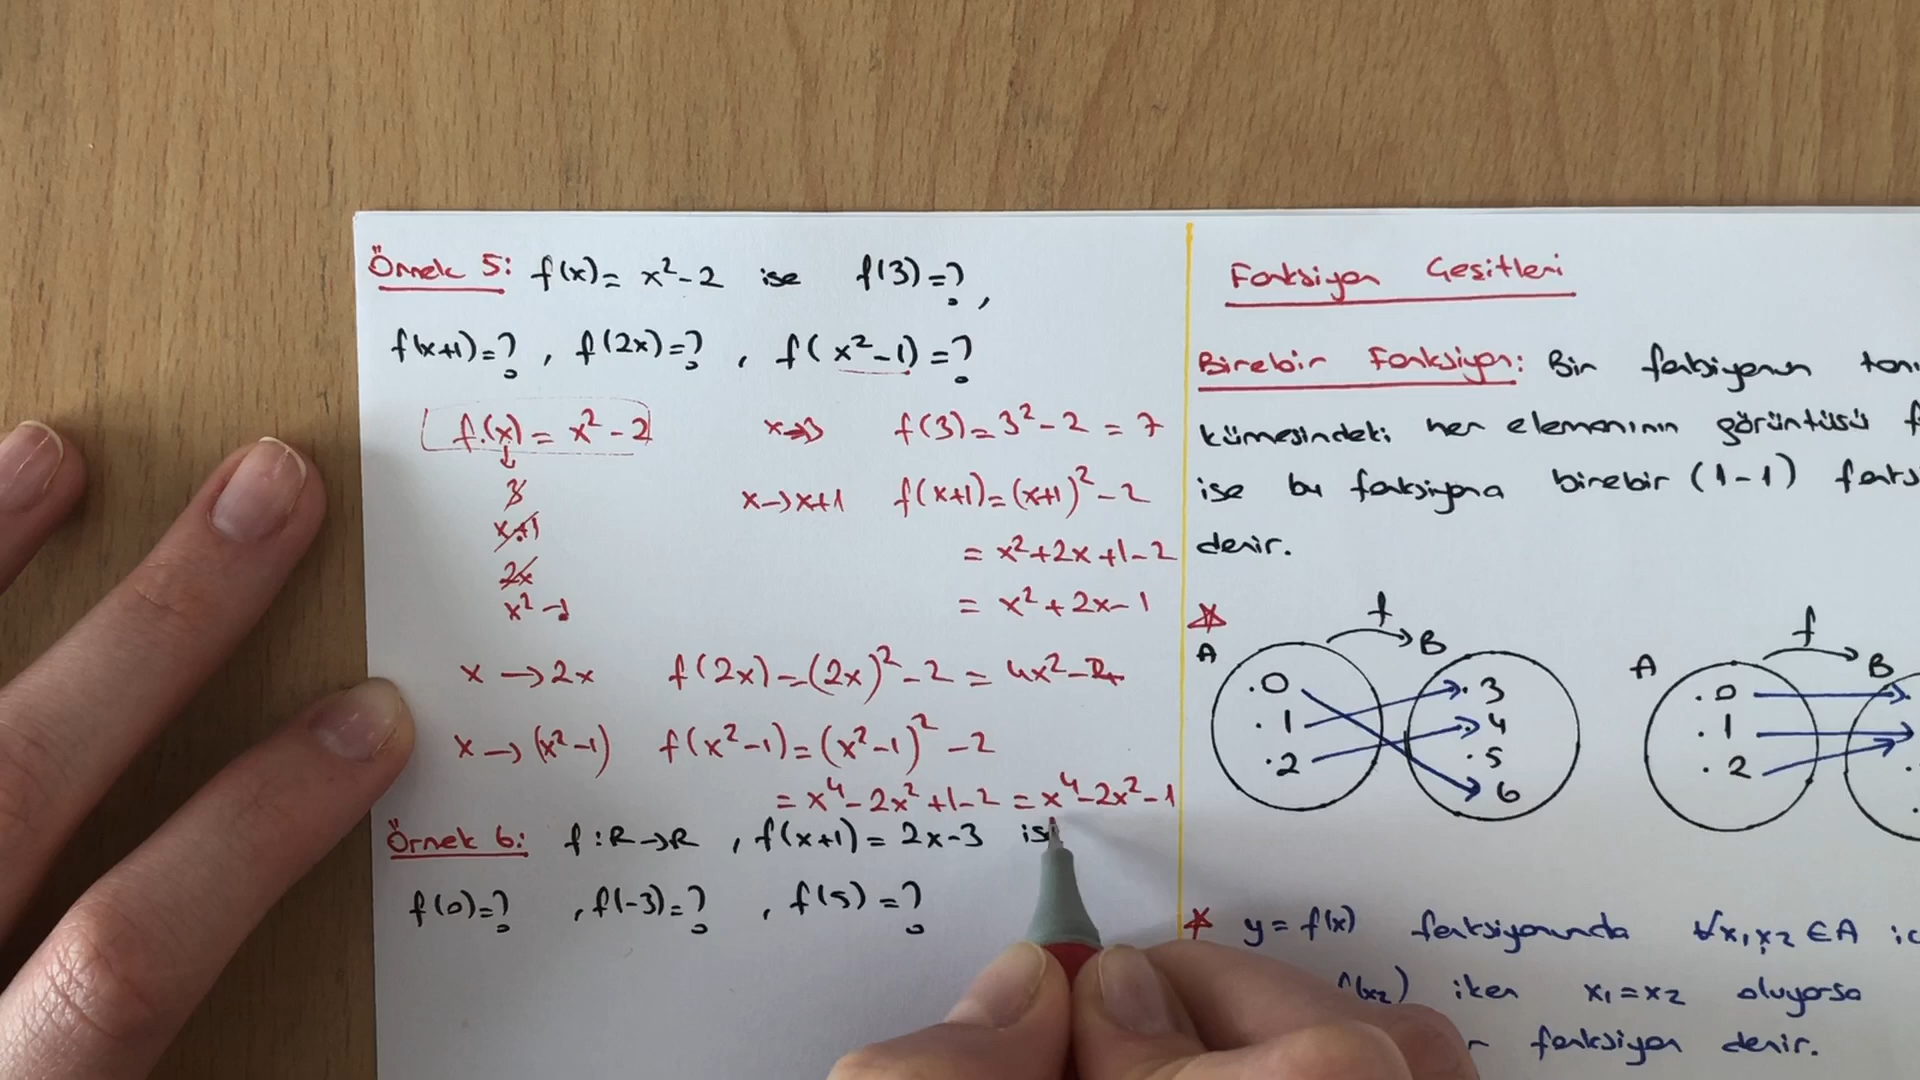 Örnek 5: f(x) = x² - 2 ise f(3) = ?,
f(x+1) = ? , f(2x) = ? , f(x² - 1) = ?
f(x) = x² - 2
3
x+1
2x
x² - 1
x → 3 f(3) = 3² - 2 = 7
x → x+1 f(x+1) = (x+1)² - 2
= x² + 2x + 1 - 2
= x² + 2x - 1
x → 2x f(2x) = (2x)² - 2 = 4x² - 2
x → (x² - 1) f(x² - 1) = (x² - 1)² - 2
= x⁴ - 2x² + 1 - 2 = x⁴ - 2x² - 1
Örnek 6: f : R → R , f(x+1) = 2x - 3
f(0) = ? , f(-3) = ? , f(5) = ?
Fonksiyon Çeşitleri
Birebir Fonksiyon: Bir fonksiyonun
kümesindeki her elemanının görüntüsü
ise bu fonksiyona birebir (1-1)
denir.
f
A B
.0 .3
.1 .4
.2 .5
6
f
A B
.0
.1
.2
y = f(x) fonksiyonunda ∀x₁,x₂ ∈ A
f(x₂) iken x₁ = x₂ oluyorsa
fonksiyon denir.